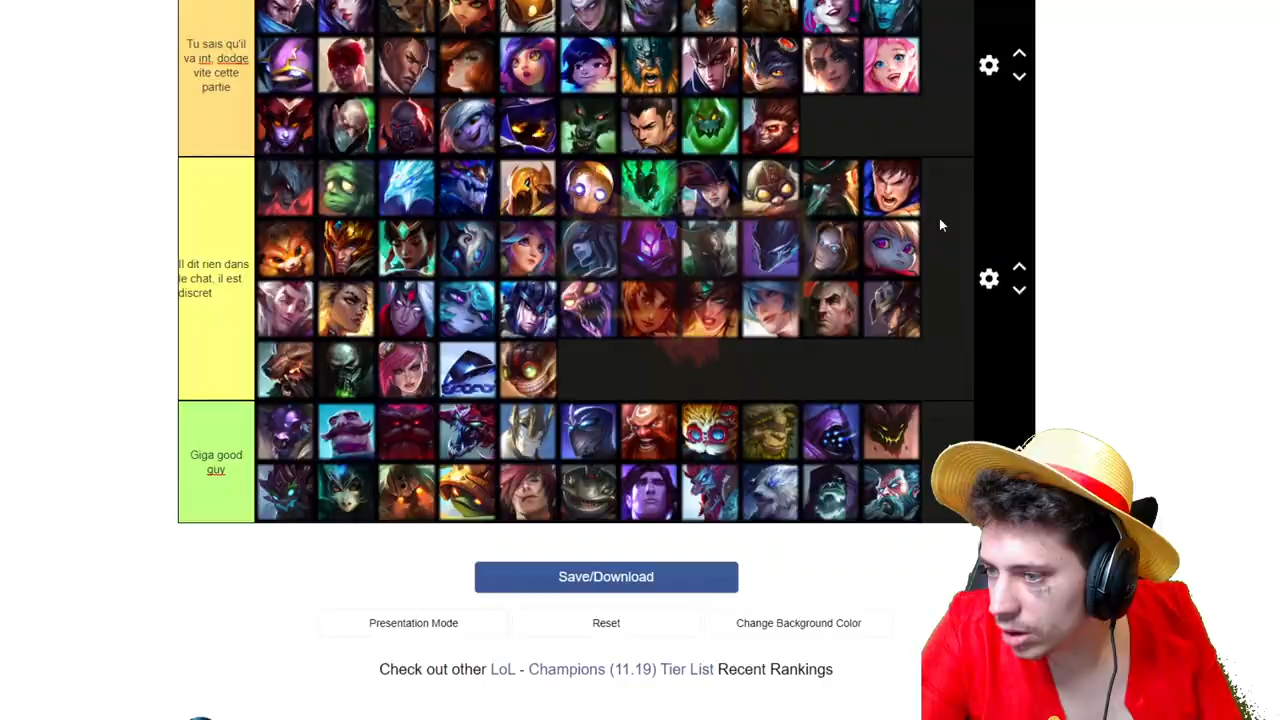 Tu sais qu'il
va int, dodge
vite cette
partie
Il dit rien dans
le chat, il est
discret
Giga good
guy
Save/Download
Presentation Mode
Reset
Change Background Color
Check out other LoL - Champions (11.19) Tier List Recent Rankings